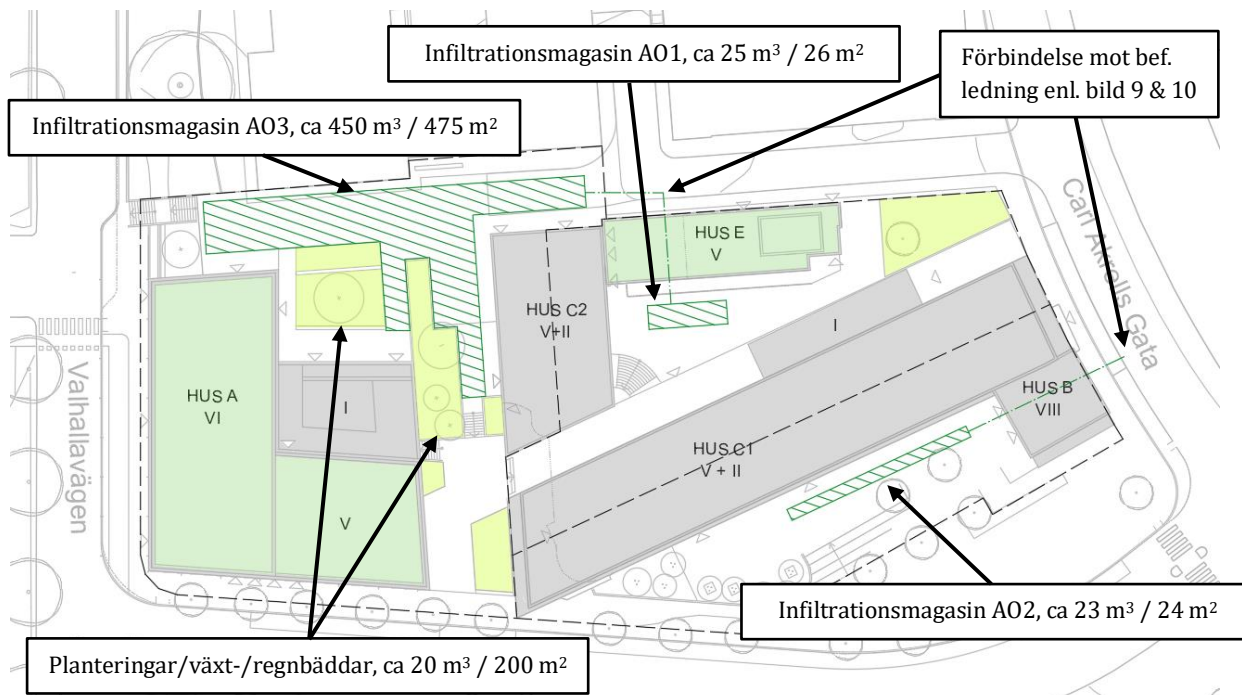 Infiltrationsmagasin AO1, ca 25 m³ / 26 m²
Förbindelse mot bef.
ledning enl. bild 9 & 10
Infiltrationsmagasin AO3, ca 450 m³ / 475 m²
HUS E
V
Carl Akrells Gata
HUS C2
V+II
I
HUS A
VI
I
HUS B
VIII
Valhallavägen
HUS C1
V + II
V
Infiltrationsmagasin AO2, ca 23 m³ / 24 m²
Planteringar/växt-/regnbäddar, ca 20 m³ / 200 m²